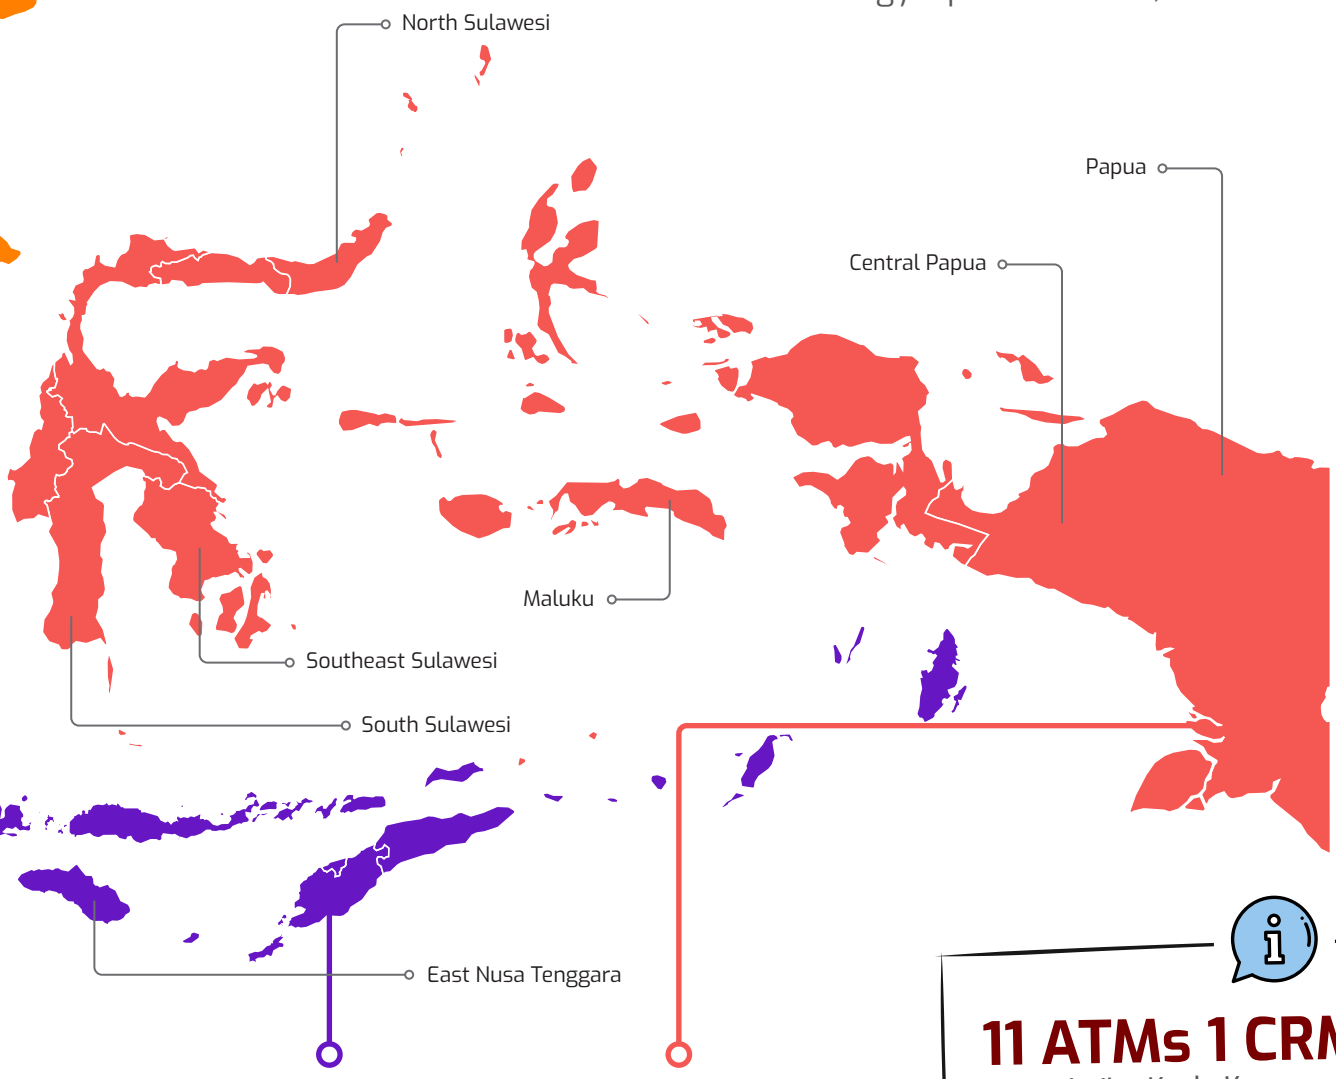 North Sulawesi
Papua
Central Papua
Maluku
Southeast Sulawesi
South Sulawesi
East Nusa Tenggara
11 ATMs 1 CRM